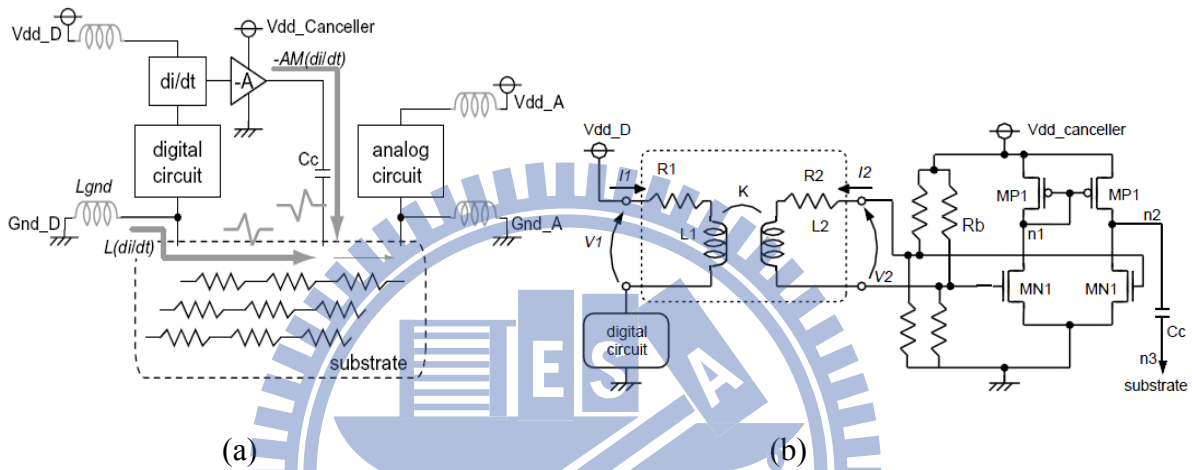 Vdd_D
Vdd_Canceller
-AM(di/dt)
di/dt
-A
Vdd_A
digital
circuit
Cc
analog
circuit
Lgnd
Gnd_D
Gnd_A
L(di/dt)
substrate
(a)
Vdd_D
I1
R1
K
R2
I2
V1
L1
L2
V2
digital
circuit
Vdd_canceller
Rb
MP1
MP1
n1
n2
MN1
MN1
Cc
n3
substrate
(b)
E S A